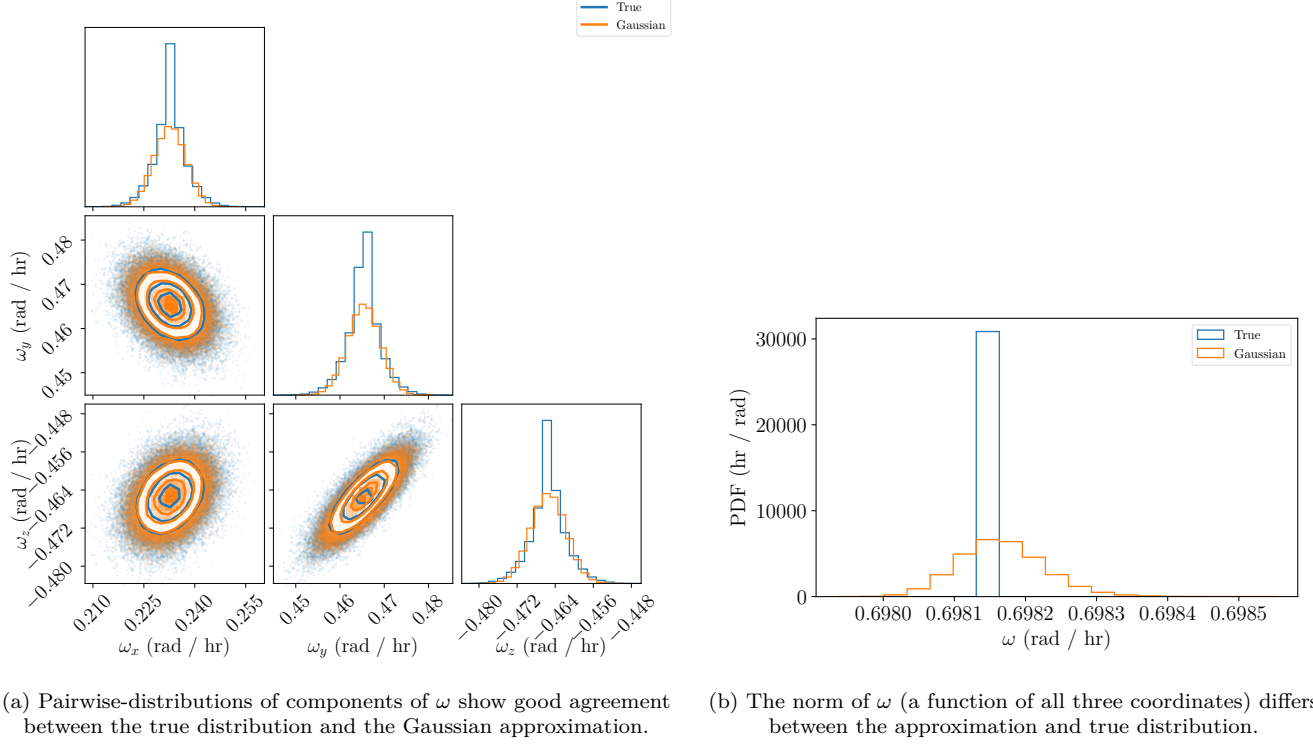 True
Gaussian
ω_y (rad / hr)
0.48
0.47
0.46
0.45
ω_z (rad / hr)
−0.448
−0.456
−0.464
−0.472
−0.480
0.210
0.225
0.240
0.255
ω_x (rad / hr)
0.45
0.46
0.47
0.48
ω_y (rad / hr)
−0.480
−0.472
−0.464
−0.456
−0.448
ω_z (rad / hr)
True
Gaussian
PDF (hr / rad)
30000
20000
10000
0
0.6980
0.6981
0.6982
0.6983
0.6984
0.6985
ω (rad / hr)
(a) Pairwise-distributions of components of ω show good agreement
between the true distribution and the Gaussian approximation.
(b) The norm of ω (a function of all three coordinates) differs
between the approximation and true distribution.